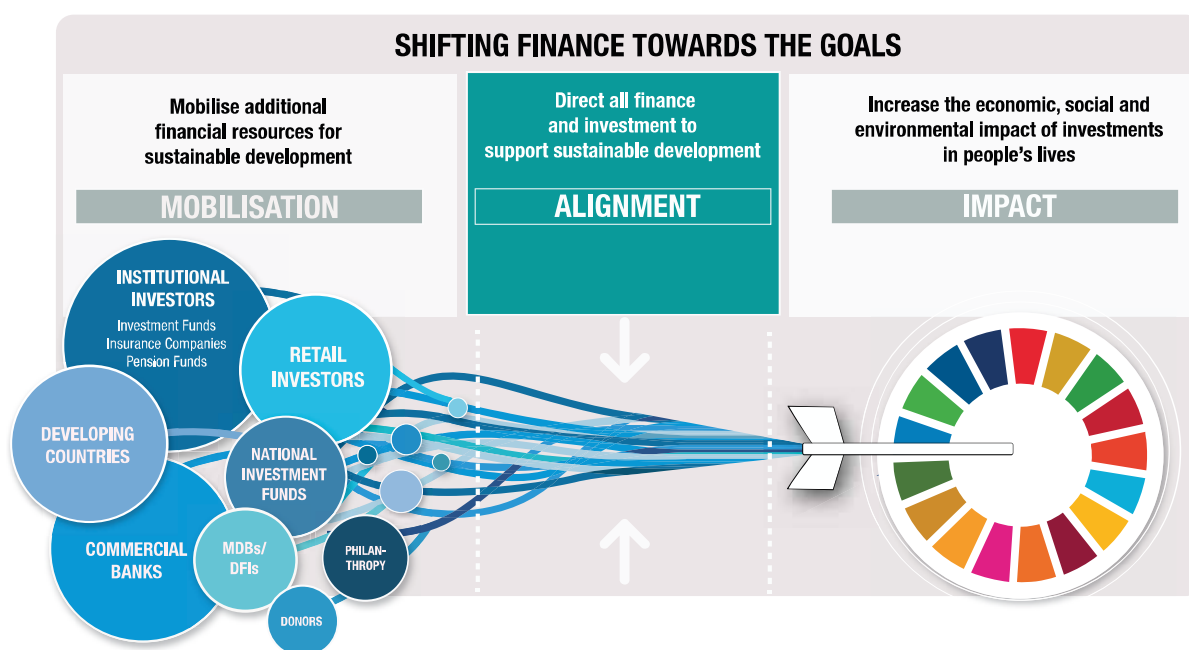 SHIFTING FINANCE TOWARDS THE GOALS
Mobilise additional
financial resources for
sustainable development
MOBILISATION
Direct all finance
and investment to
support sustainable development
ALIGNMENT
Increase the economic, social and
environmental impact of investments
in people's lives
IMPACT
INSTITUTIONAL
INVESTORS
Investment Funds
Insurance Companies
Pension Funds
RETAIL
INVESTORS
DEVELOPING
COUNTRIES
NATIONAL
INVESTMENT
FUNDS
COMMERCIAL
BANKS
MDBs/
DFIs
PHILAN-
THROPY
DONORS